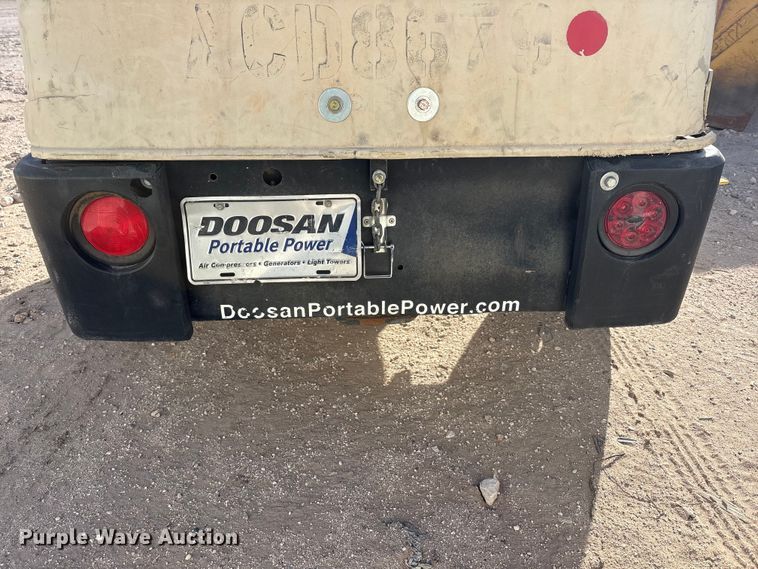 DOOSAN
Portable Power
Air Compressors • Generators • Light Towers
DoosanPortablePower.com
Purple Wave Auction